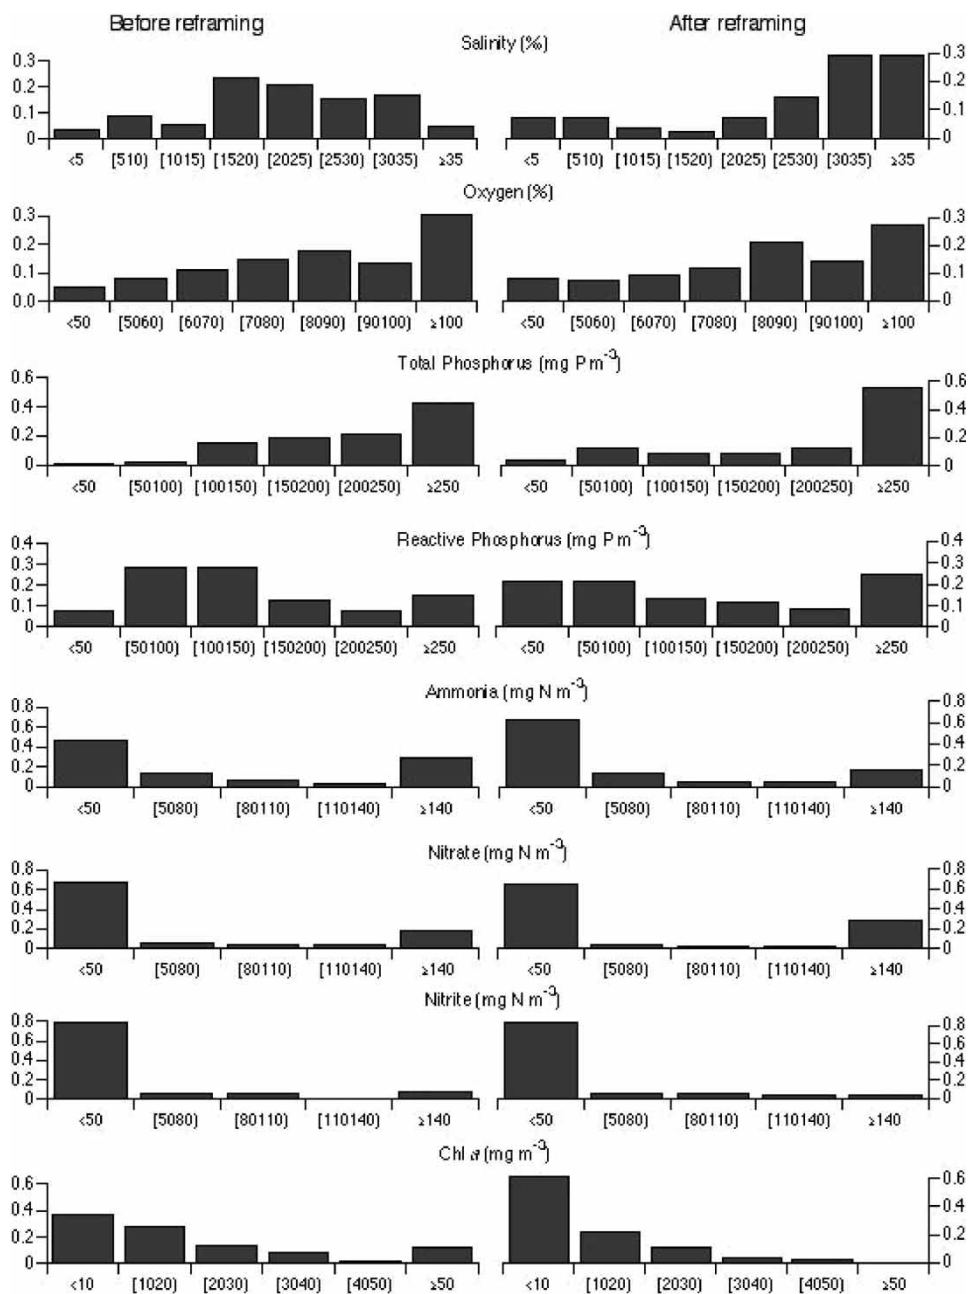 Before reframing After reframing
Salinity (‰)
0.3 0.3
0.2 0.2
0.1 0.1
0 0
<5 [510) [1015) [1520) [2025) [2530) [3035) ≥35 <5 [510) [1015) [1520) [2025) [2530) [3035) ≥35
Oxygen (%)
0.3 0.3
0.2 0.2
0.1 0.1
0.0 0
<50 [5060) [6070) [7080) [8090) [90100) ≥100 <50 [5060) [6070) [7080) [8090) [90100) ≥100
Total Phosphorus (mg P m-3)
0.6 0.6
0.4 0.4
0.2 0.2
0 0
<50 [50100) [100150) [150200) [200250) ≥250 <50 [50100) [100150) [150200) [200250) ≥250
Reactive Phosphorus (mg P m-3)
0.4 0.4
0.3 0.3
0.2 0.2
0.1 0.1
0 0
<50 [50100) [100150) [150200) [200250) ≥250 <50 [50100) [100150) [150200) [200250) ≥250
Ammonia (mg N m-3)
0.8 0.8
0.6 0.6
0.4 0.4
0.2 0.2
0 0
<50 [5080) [80110) [110140) ≥140 <50 [5080) [80110) [110140) ≥140
Nitrate (mg N m-3)
0.8 0.8
0.6 0.6
0.4 0.4
0.2 0.2
0 0
<50 [5080) [80110) [110140) ≥140 <50 [5080) [80110) [110140) ≥140
Nitrite (mg N m-3)
0.8 0.8
0.6 0.6
0.4 0.4
0.2 0.2
0 0
<50 [5080) [80110) [110140) ≥140 <50 [5080) [80110) [110140) ≥140
Chl a (mg m-3)
0.6 0.6
0.4 0.4
0.2 0.2
0 0
<10 [1020) [2030) [3040) [4050) ≥50 <10 [1020) [2030) [3040) [4050) ≥50